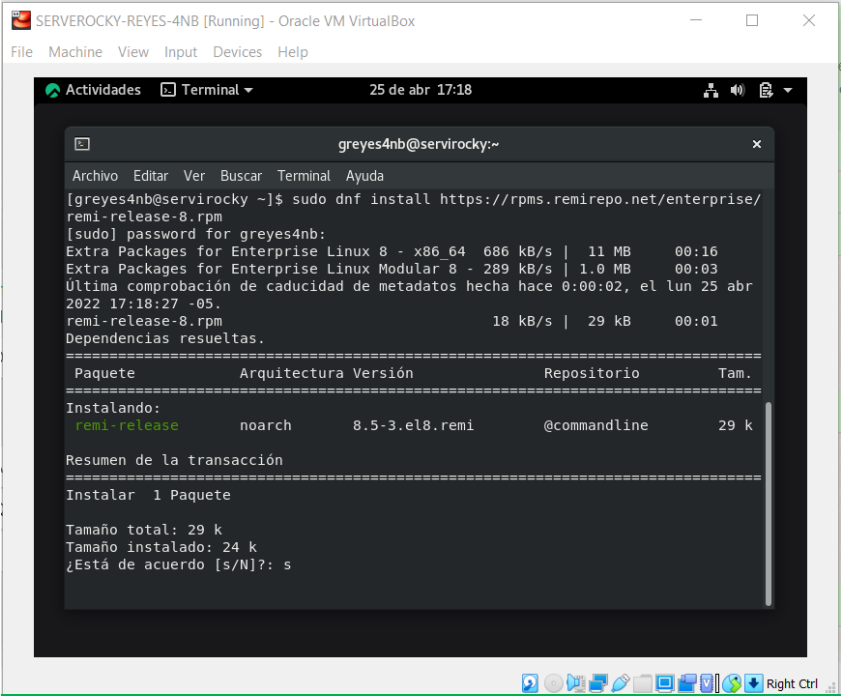 SERVEROCKY-REYES-4NB [Running] - Oracle VM VirtualBox
File Machine View Input Devices Help
Actividades Terminal 25 de abr 17:18
greyes4nb@servirocky:~
Archivo Editar Ver Buscar Terminal Ayuda
[greyes4nb@servirocky ~]$ sudo dnf install https://rpms.remirepo.net/enterprise/
remi-release-8.rpm
[sudo] password for greyes4nb:
Extra Packages for Enterprise Linux 8 - x86_64 686 kB/s | 11 MB 00:16
Extra Packages for Enterprise Linux Modular 8 - 289 kB/s | 1.0 MB 00:03
Última comprobación de caducidad de metadatos hecha hace 0:00:02, el lun 25 abr
2022 17:18:27 -05.
remi-release-8.rpm 18 kB/s | 29 kB 00:01
Dependencias resueltas.
================================================================================
Paquete Arquitectura Versión Repositorio Tam.
================================================================================
Instalando:
remi-release noarch 8.5-3.el8.remi @commandline 29 k
Resumen de la transacción
================================================================================
Instalar 1 Paquete
Tamaño total: 29 k
Tamaño instalado: 24 k
¿Está de acuerdo [s/N]?: s
Right Ctrl